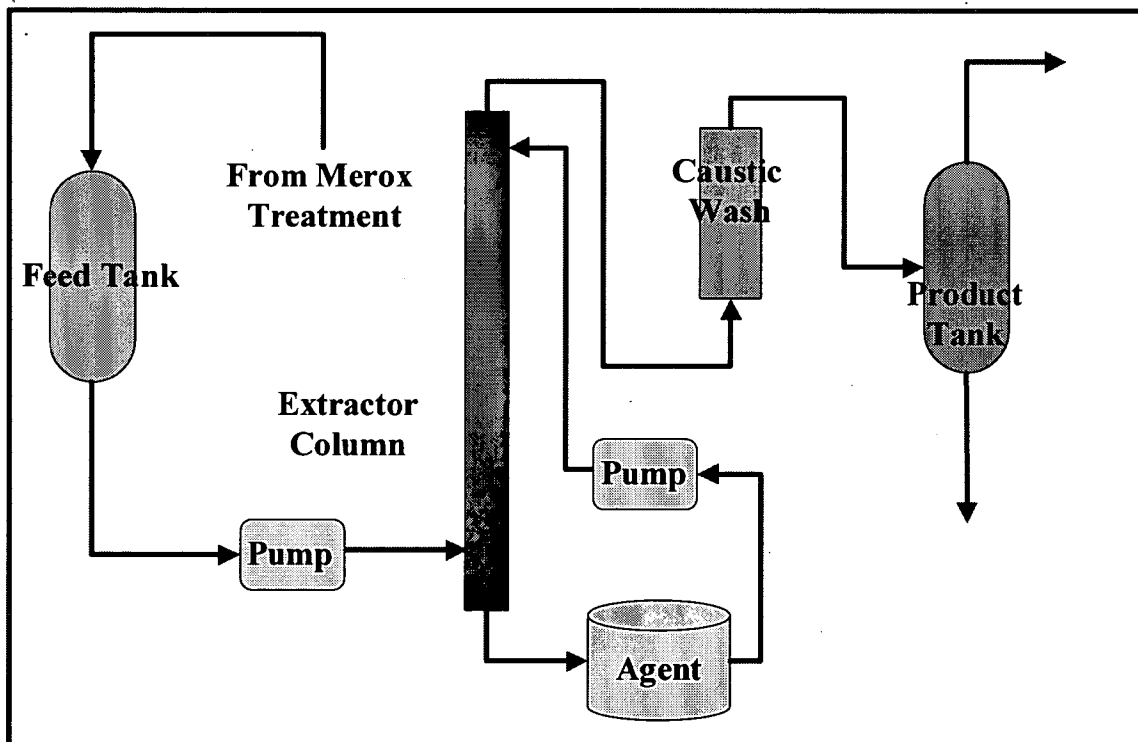 From Merox
Treatment
Feed Tank
Extractor
Column
Pump
Caustic
Wash
Product
Tank
Pump
Agent